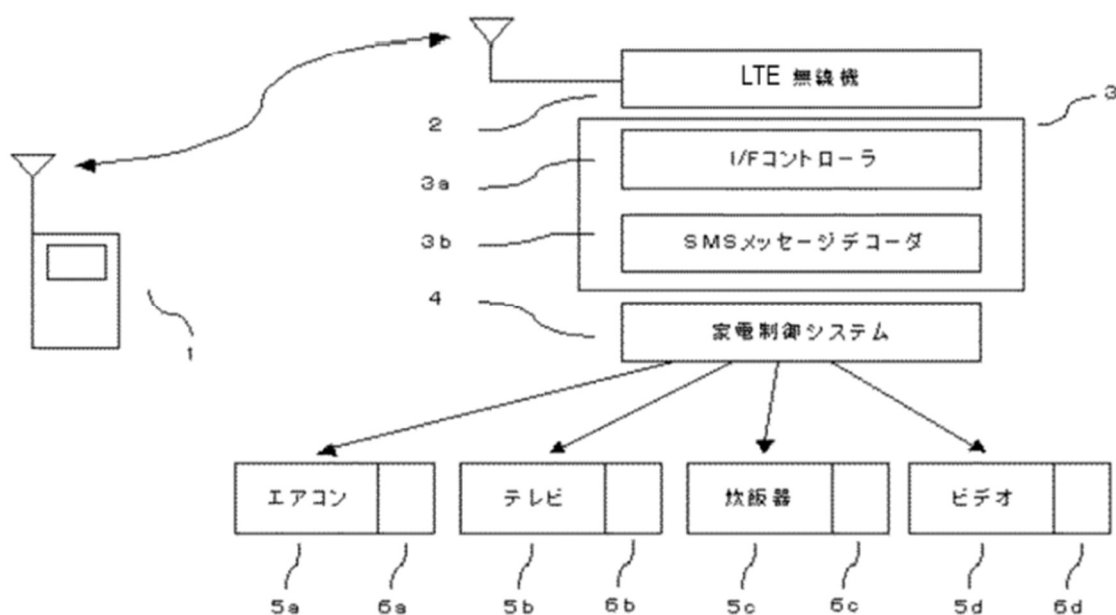 LTE 無線機
3
2
I/Fコントローラ
3a
SMSメッセージデコーダ
3b
4
家電制御システム
1
エアコン
テレビ
炊飯器
ビデオ
5a
6a
5b
6b
5c
6c
5d
6d